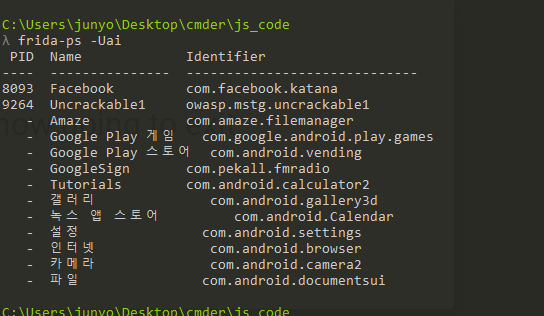 C:\Users\junyo\Desktop\cmder\js_code
λ frida-ps -Uai
PID Name Identifier
---- --------------- -----------------------------
8093 Facebook com.facebook.katana
9264 Uncrackable1 owasp.mstg.uncrackable1
- Amaze com.amaze.filemanager
- Google Play 게임 com.google.android.play.games
- Google Play 스토어 com.android.vending
- GoogleSign com.pekall.fmradio
- Tutorials com.android.calculator2
- 갤러리 com.android.gallery3d
- 녹스 앱 스토어 com.android.Calendar
- 설정 com.android.settings
- 인터넷 com.android.browser
- 카메라 com.android.camera2
- 파일 com.android.documentsui
C:\Users\junyo\Desktop\cmder\js_code